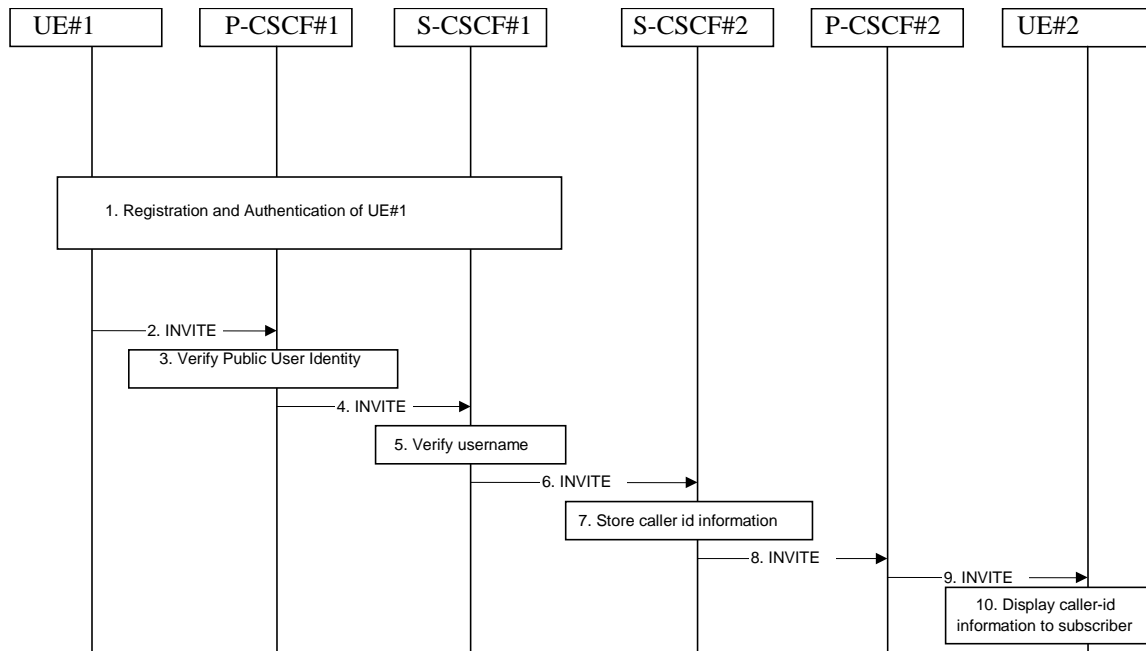 UE#1
P-CSCF#1
S-CSCF#1
S-CSCF#2
P-CSCF#2
UE#2
1. Registration and Authentication of UE#1
2. INVITE
3. Verify Public User Identity
4. INVITE
5. Verify username
6. INVITE
7. Store caller id information
8. INVITE
9. INVITE
10. Display caller-id
information to subscriber